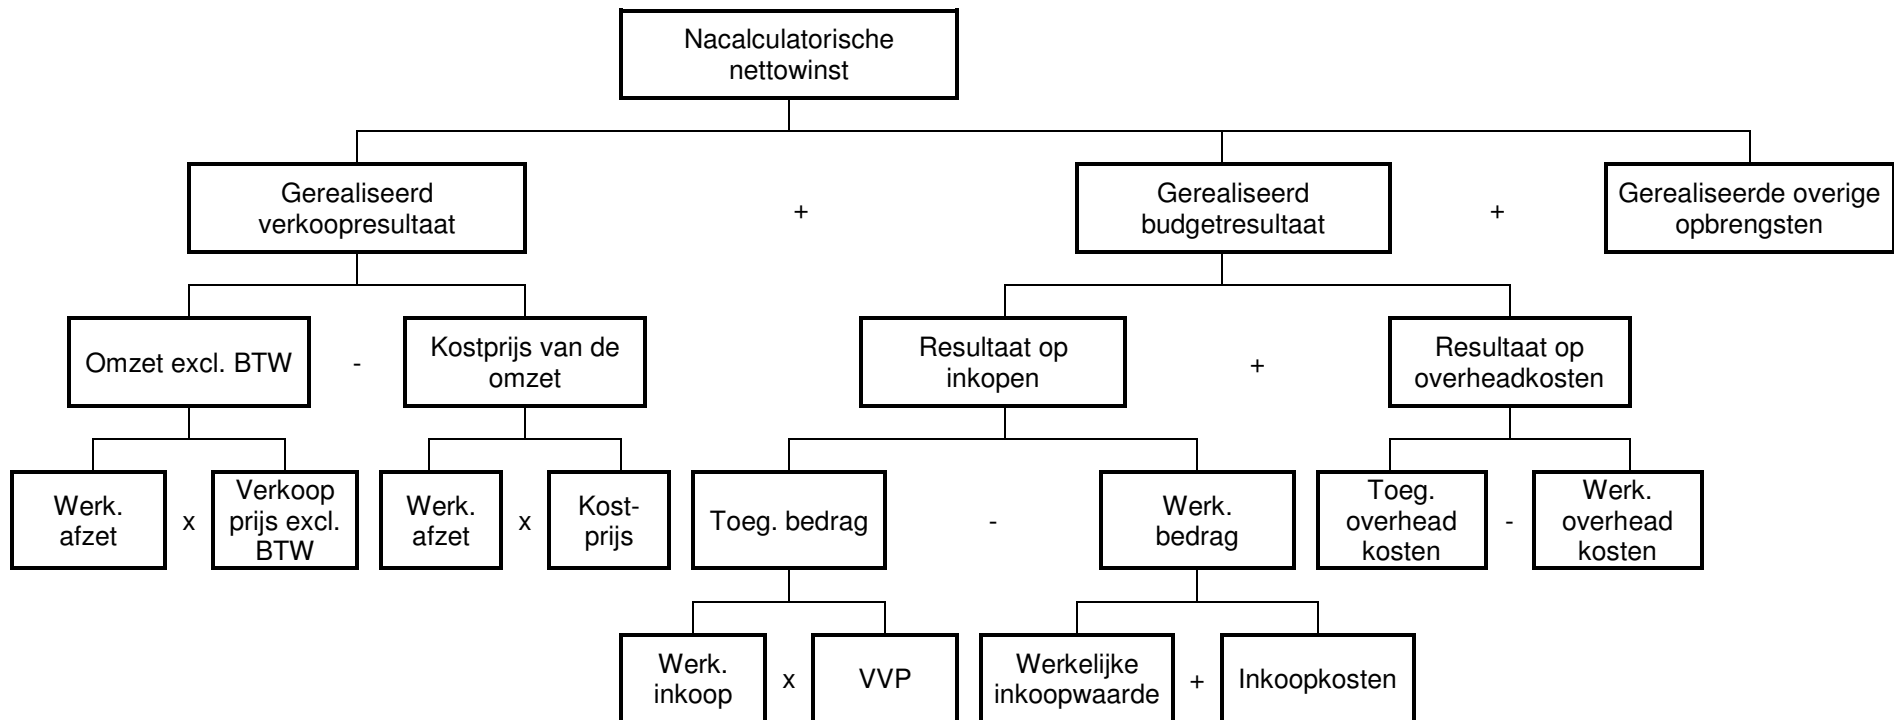 Nacalculatorische
nettowinst
Gerealiseerd
verkoopresultaat
+
Gerealiseerd
budgetresultaat
+
Gerealiseerde overige
opbrengsten
Omzet excl. BTW
-
Kostprijs van de
omzet
Resultaat op
inkopen
+
Resultaat op
overheadkosten
Werk.
afzet
x
Verkoop
prijs excl.
BTW
Werk.
afzet
x
Kost-
prijs
Toeg. bedrag
-
Werk.
bedrag
Toeg.
overhead
kosten
-
Werk.
overhead
kosten
Werk.
inkoop
x
VVP
Werkelijke
inkoopwaarde
+
Inkoopkosten